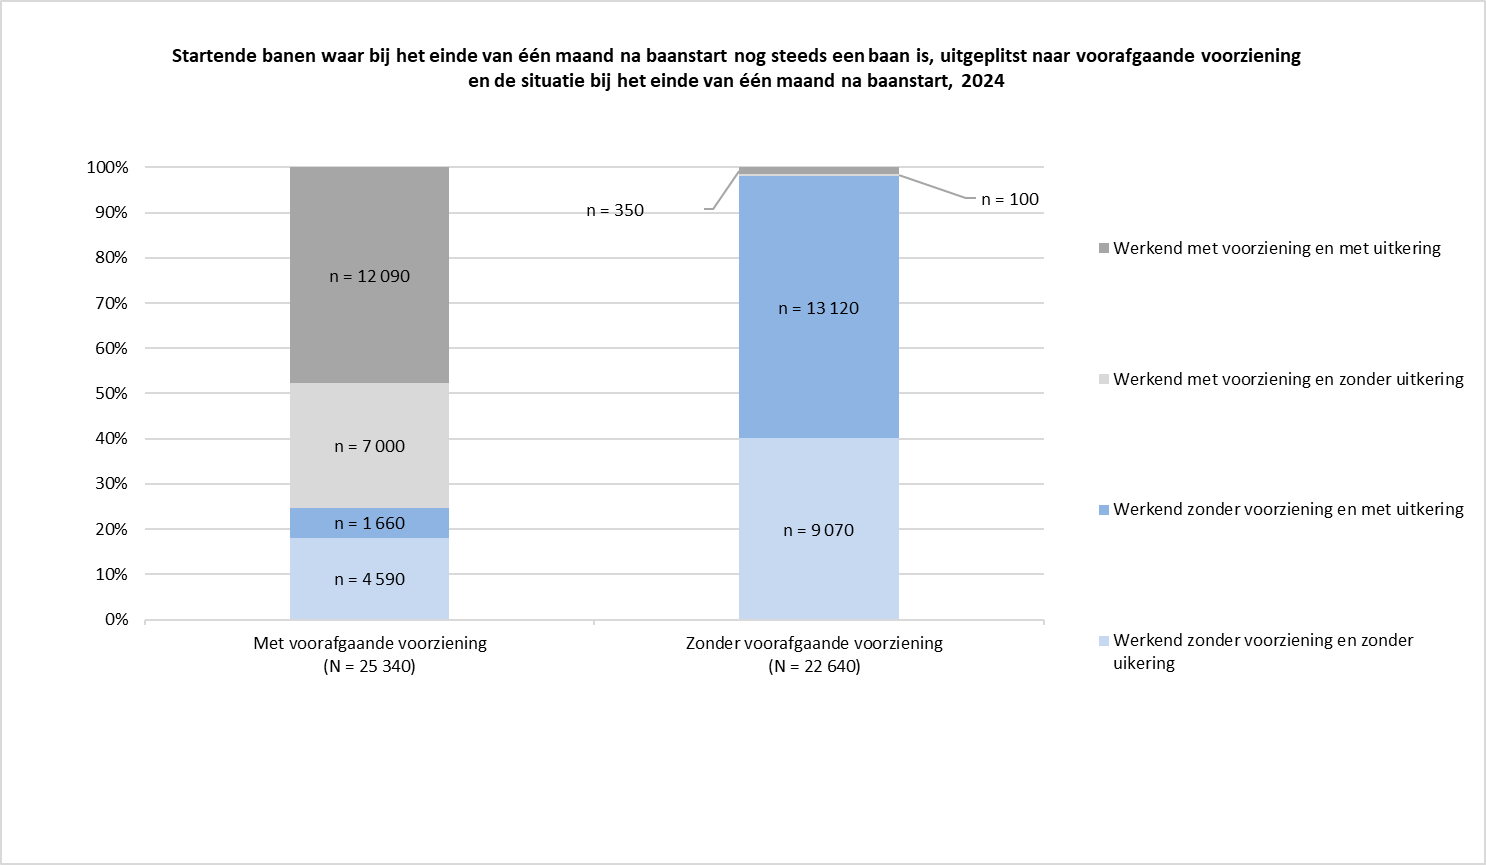 Startende banen waar bij het einde van één maand na baanstart nog steeds een baan is, uitgeplitst naar voorafgaande voorziening
en de situatie bij het einde van één maand na baanstart, 2024
100%
90%
80%
70%
60%
50%
40%
30%
20%
10%
0%
n = 12 090
n = 7 000
n = 1 660
n = 4 590
n = 350
n = 100
n = 13 120
n = 9 070
Met voorafgaande voorziening
(N = 25 340)
Zonder voorafgaande voorziening
(N = 22 640)
Werkend met voorziening en met uitkering
Werkend met voorziening en zonder uitkering
Werkend zonder voorziening en met uitkering
Werkend zonder voorziening en zonder
uikering